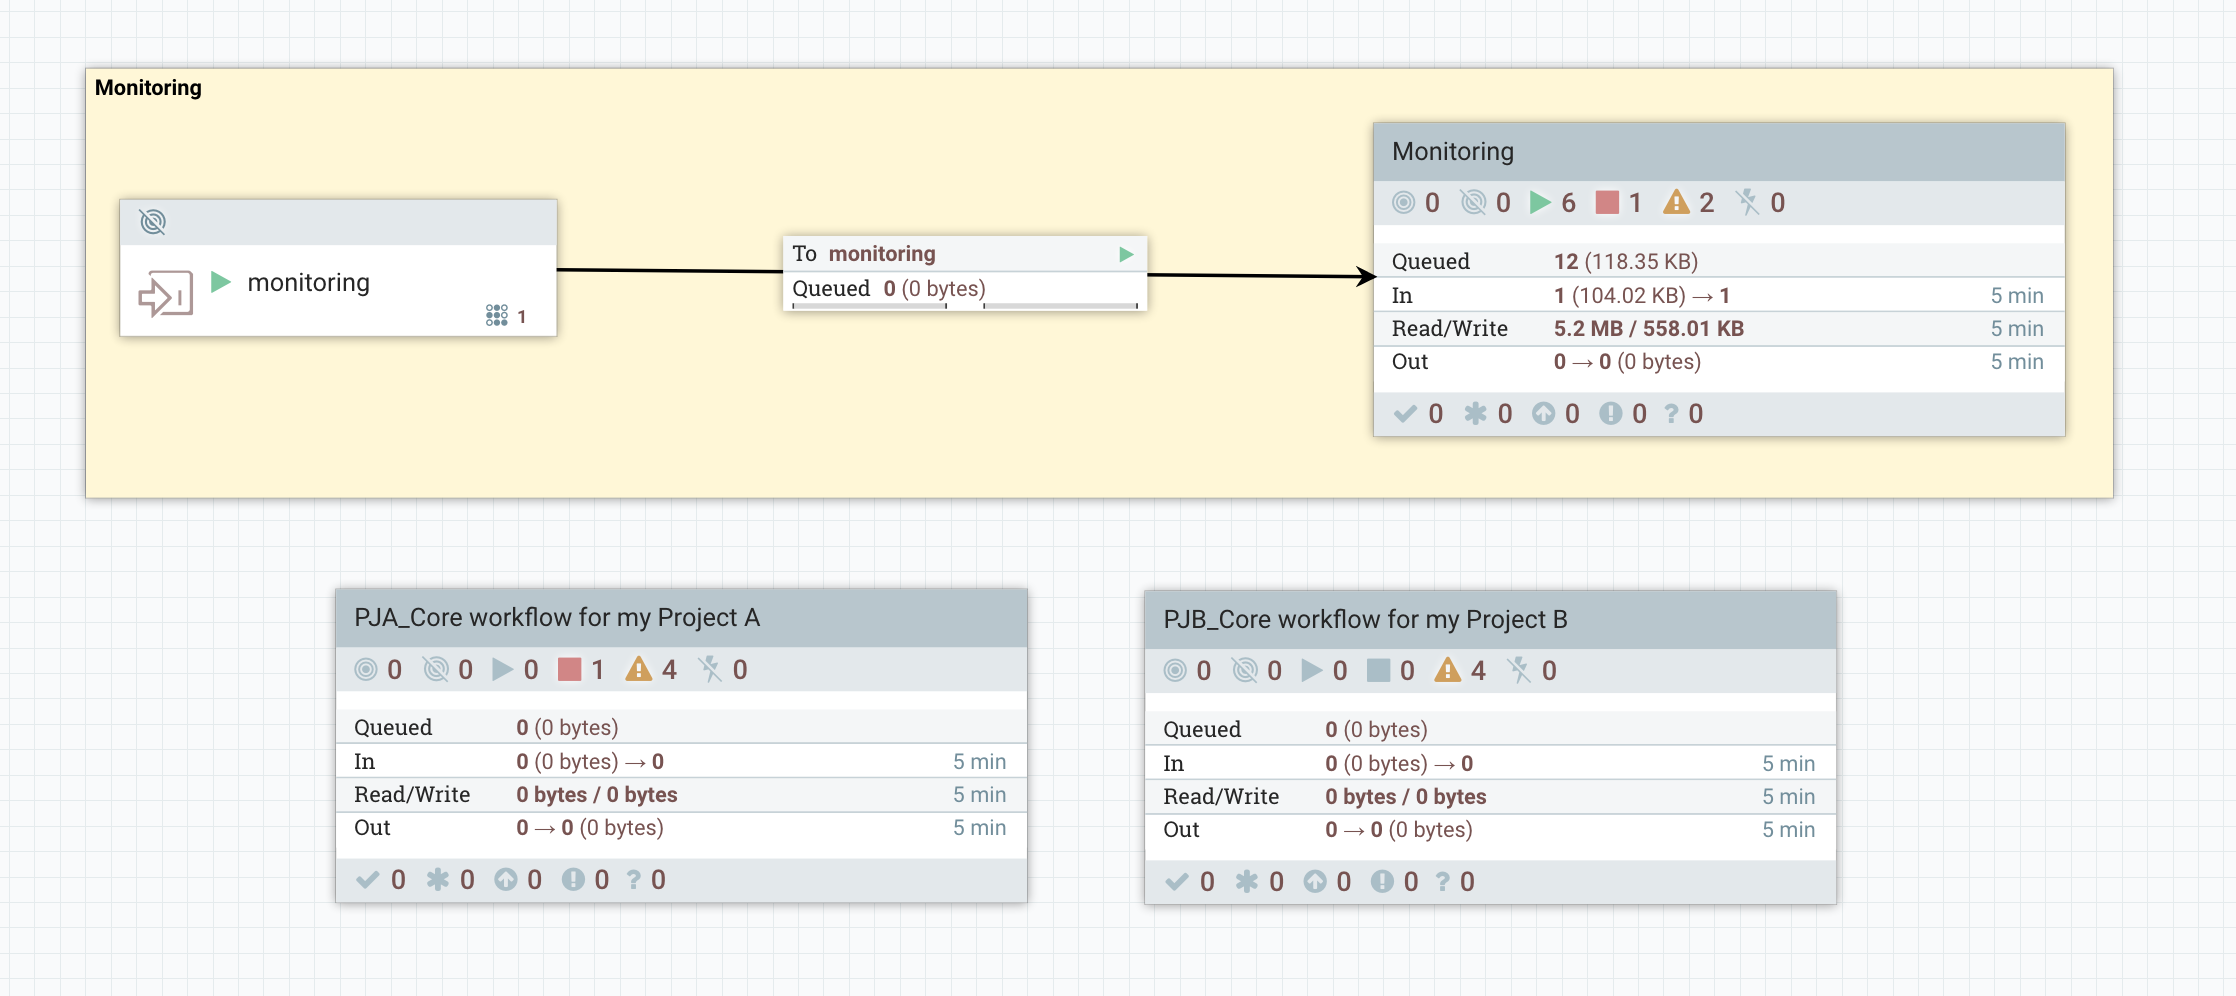 Monitoring
monitoring
1
To monitoring
Queued 0 (0 bytes)
Monitoring
0 0 6 1 2 0
Queued 12 (118.35 KB)
In 1 (104.02 KB) → 1 5 min
Read/Write 5.2 MB / 558.01 KB 5 min
Out 0 → 0 (0 bytes) 5 min
0 0 0 0 ? 0
PJA_Core workflow for my Project A
0 0 0 1 4 0
Queued 0 (0 bytes)
In 0 (0 bytes) → 0 5 min
Read/Write 0 bytes / 0 bytes 5 min
Out 0 → 0 (0 bytes) 5 min
0 0 0 0 ? 0
PJB_Core workflow for my Project B
0 0 0 0 4 0
Queued 0 (0 bytes)
In 0 (0 bytes) → 0 5 min
Read/Write 0 bytes / 0 bytes 5 min
Out 0 → 0 (0 bytes) 5 min
0 0 0 0 ? 0